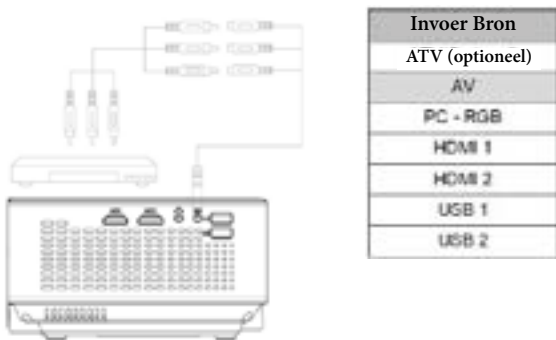 Invoer Bron
ATV (optioneel)
AV
PC - RGB
HDMI 1
HDMI 2
USB 1
USB 2